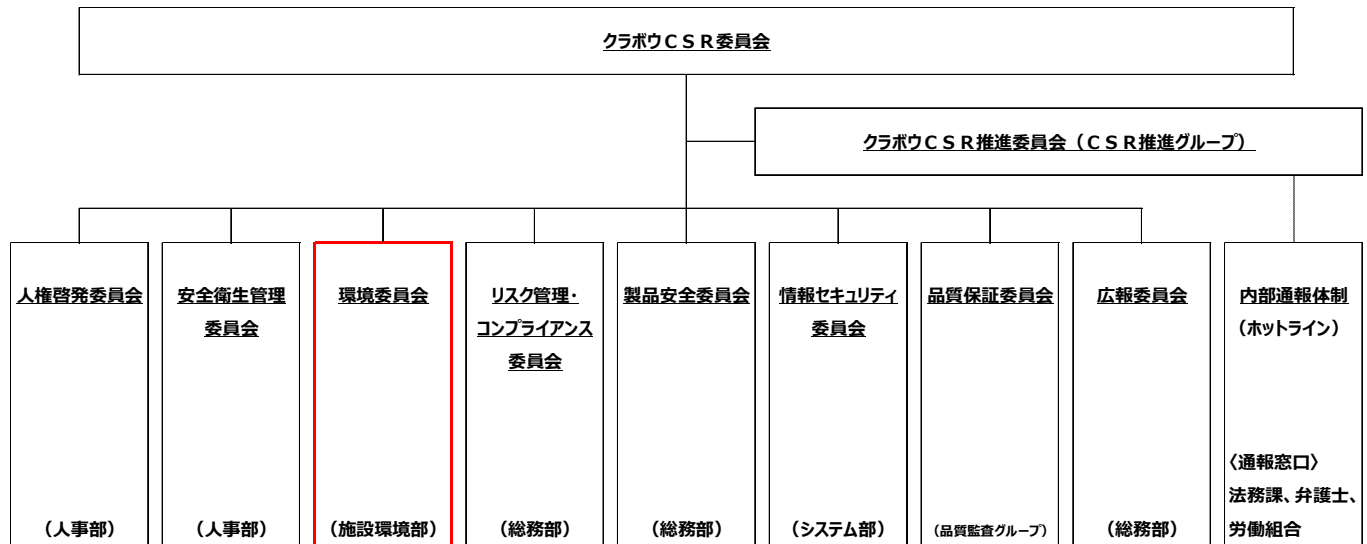 クラボウCSR委員会
クラボウCSR推進委員会（CSR推進グループ）
人権啓発委員会
（人事部）
安全衛生管理
委員会
（人事部）
環境委員会
（施設環境部）
リスク管理・
コンプライアンス
委員会
（総務部）
製品安全委員会
（総務部）
情報セキュリティ
委員会
（システム部）
品質保証委員会
（品質監査グループ）
広報委員会
（総務部）
内部通報体制
（ホットライン）
〈通報窓口〉
法務課、弁護士、
労働組合